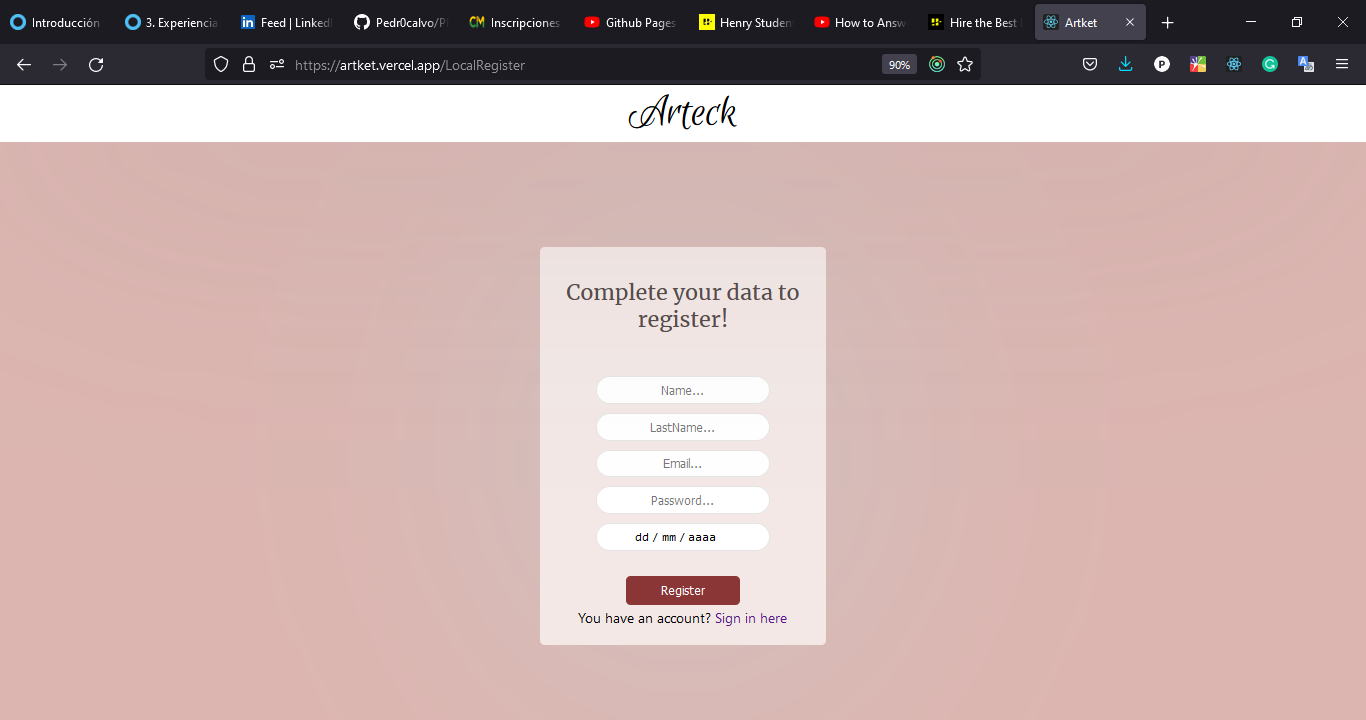 Introducción
3. Experiencia
Feed | LinkedI
Pedr0calvo/P
Inscripciones
Github Pages
Henry Studen
How to Answ
Hire the Best
Artket
https://artket.vercel.app/LocalRegister
90%
Arteck
Complete your data to
register!
Name...
LastName...
Email...
Password...
dd / mm / aaaa
Register
You have an account? Sign in here